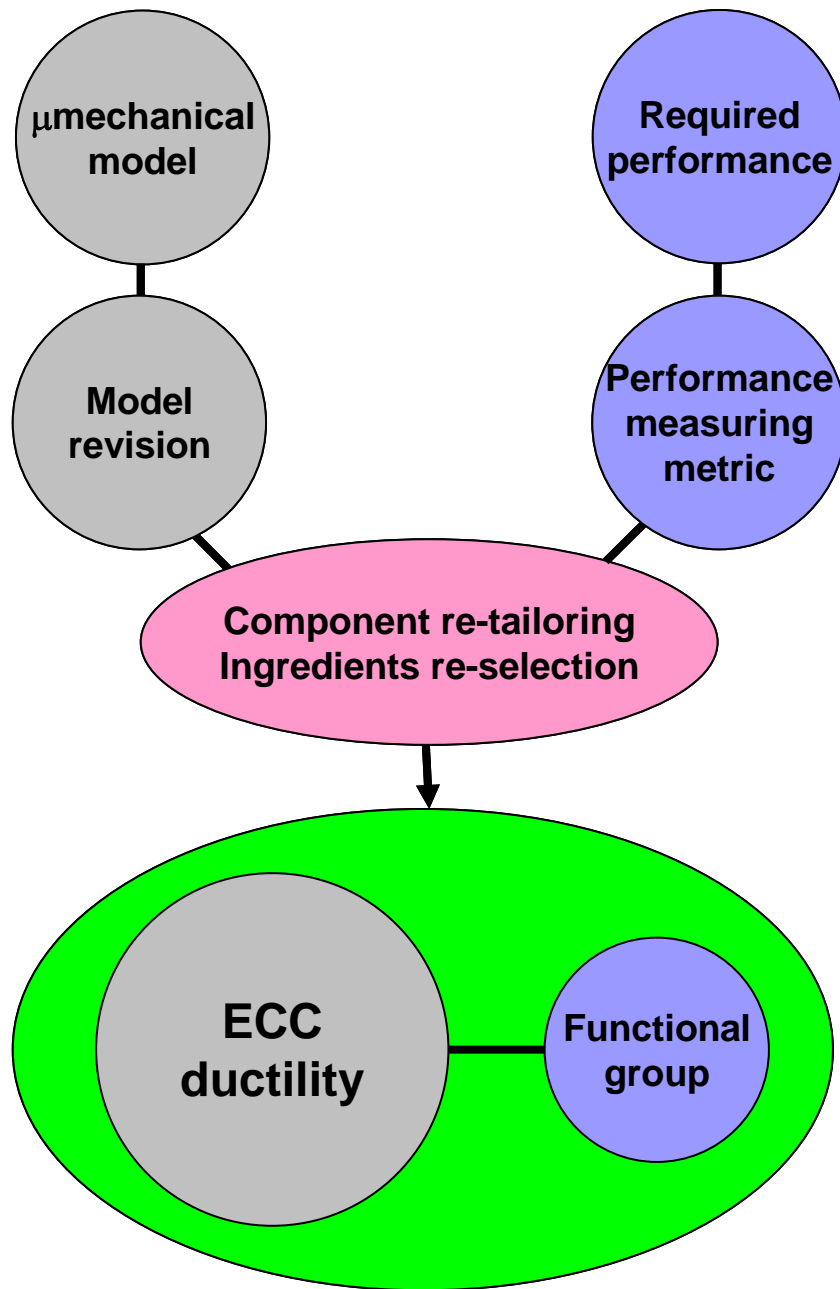 μmechanical
model
Required
performance
Model
revision
Performance
measuring
metric
Component re-tailoring
Ingredients re-selection
ECC
ductility
Functional
group